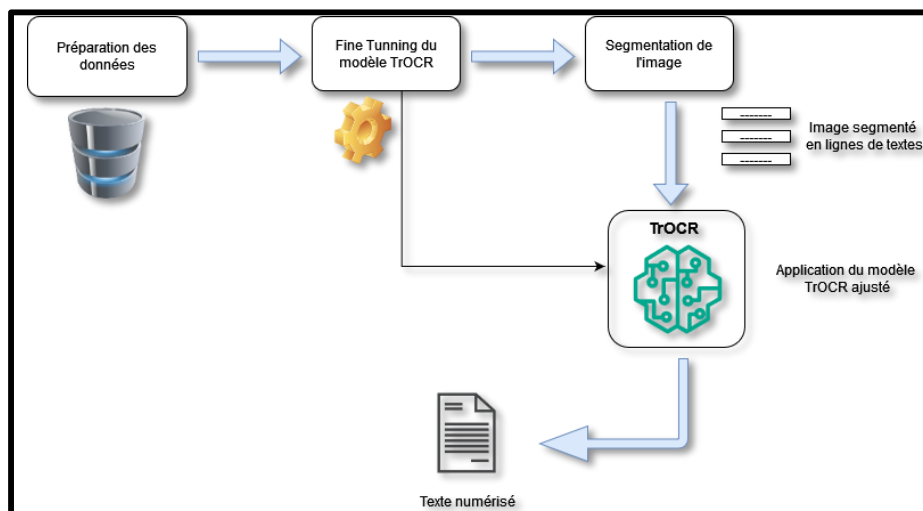 Préparation des
données
Fine Tunning du
modèle TrOCR
Segmentation de
l'image
Image segmenté
en lignes de textes
TrOCR
Application du modèle
TrOCR ajusté
Texte numérisé